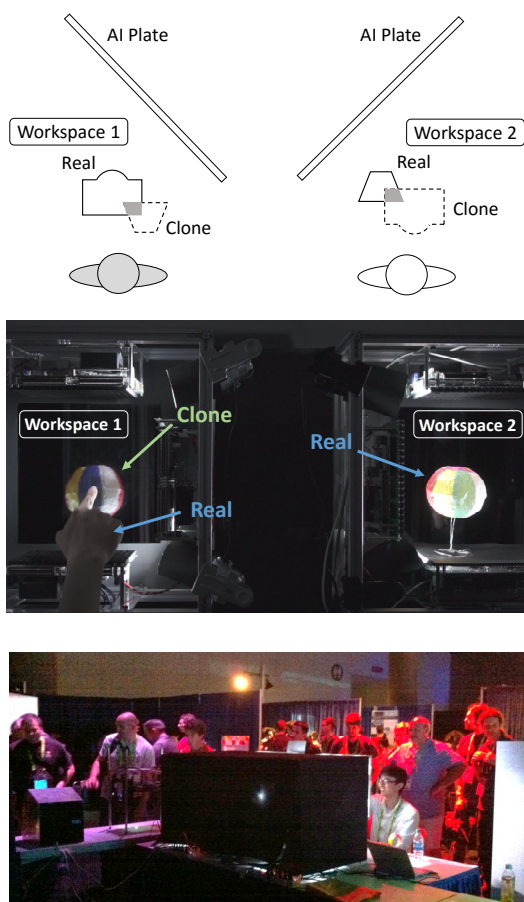 AI Plate
AI Plate
Workspace 1
Workspace 2
Real
Real
Clone
Clone
Workspace 1
Clone
Real
Workspace 2
Real